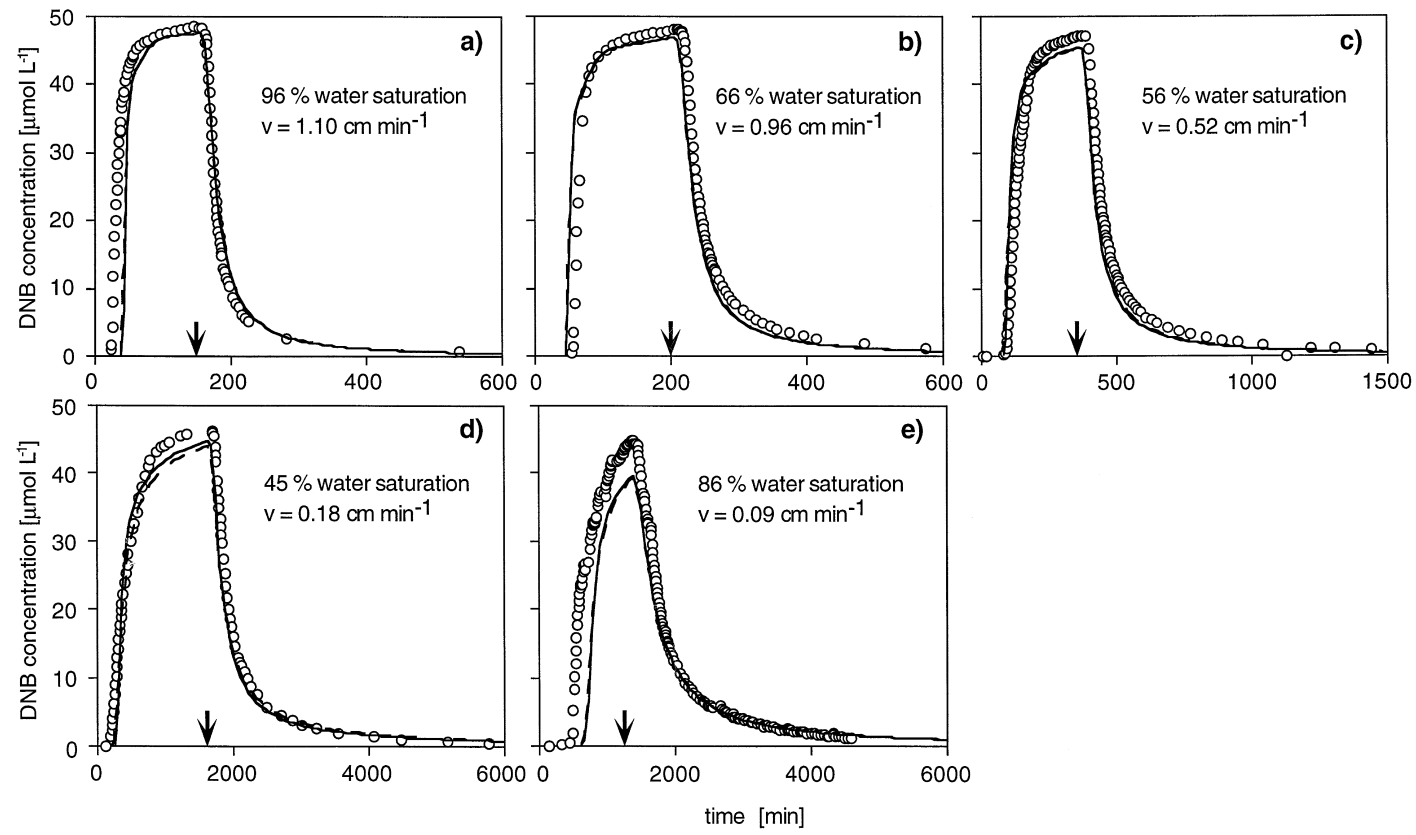 DNB concentration [µmol L-1]
50
40
30
20
10
0
a)
96 % water saturation
v = 1.10 cm min-1
0 200 400 600
b)
66 % water saturation
v = 0.96 cm min-1
0 200 400 600
c)
56 % water saturation
v = 0.52 cm min-1
0 500 1000 1500
DNB concentration [µmol L-1]
50
40
30
20
10
0
d)
45 % water saturation
v = 0.18 cm min-1
0 2000 4000 6000
e)
86 % water saturation
v = 0.09 cm min-1
0 2000 4000 6000
time [min]